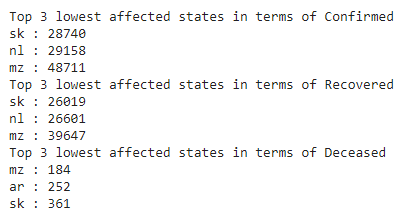 Top 3 lowest affected states in terms of Confirmed
sk : 28740
nl : 29158
mz : 48711
Top 3 lowest affected states in terms of Recovered
sk : 26019
nl : 26601
mz : 39647
Top 3 lowest affected states in terms of Deceased
mz : 184
ar : 252
sk : 361